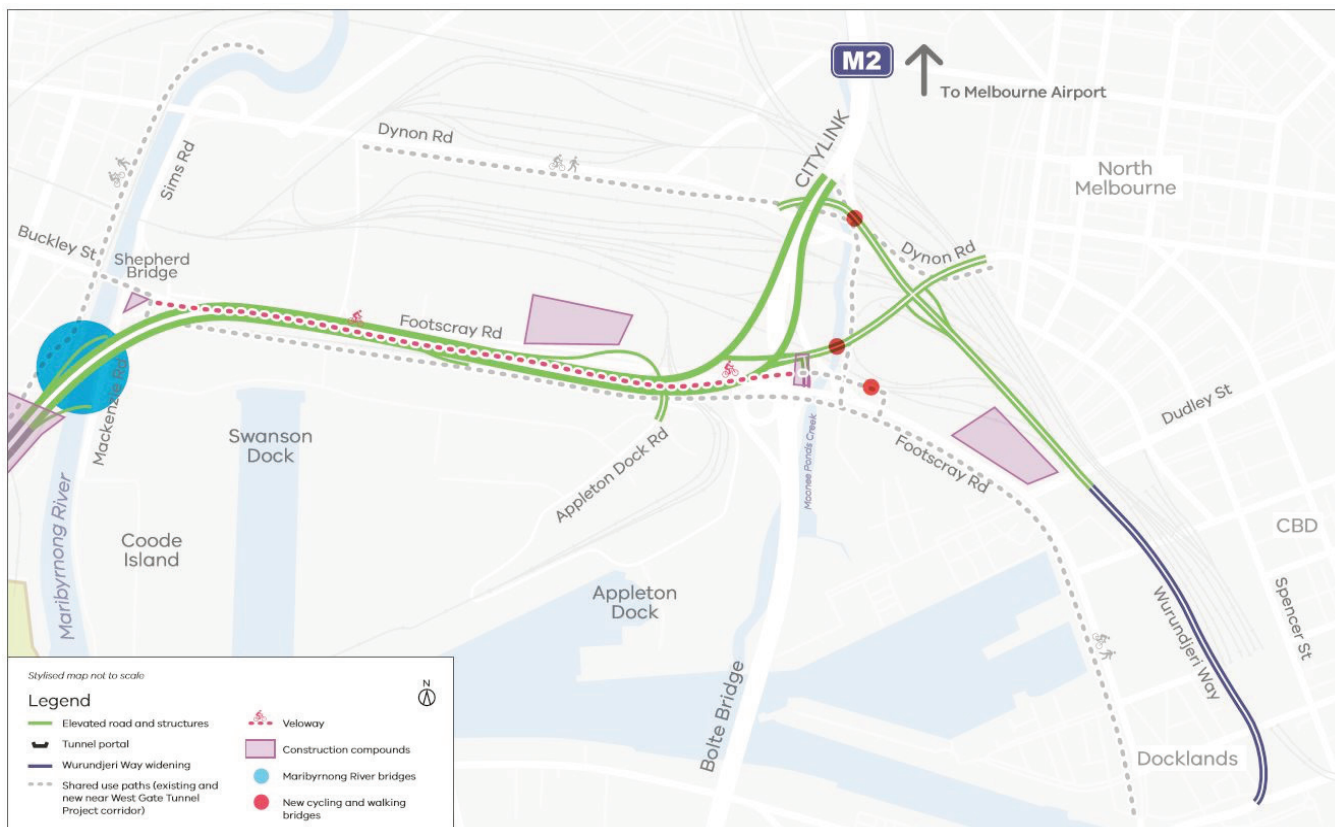 M2
To Melbourne Airport
CITYLINK
Dynon Rd
North
Melbourne
Sims Rd
Buckley St
Shepherd
Bridge
Dynon Rd
Footscray Rd
Mackenzie Rd
Swanson
Dock
Dudley St
Appleton Dock Rd
Moonee Ponds Creek
Footscray Rd
Maribyrnong River
CBD
Coode
Island
Appleton
Dock
Spencer St
Wurundjeri Way
Bolte Bridge
Docklands
Stylised map not to scale
Legend
N
Elevated road and structures
Tunnel portal
Wurundjeri Way widening
Shared use paths (existing and
new near West Gate Tunnel
Project corridor)
Veloway
Construction compounds
Maribyrnong River bridges
New cycling and walking
bridges